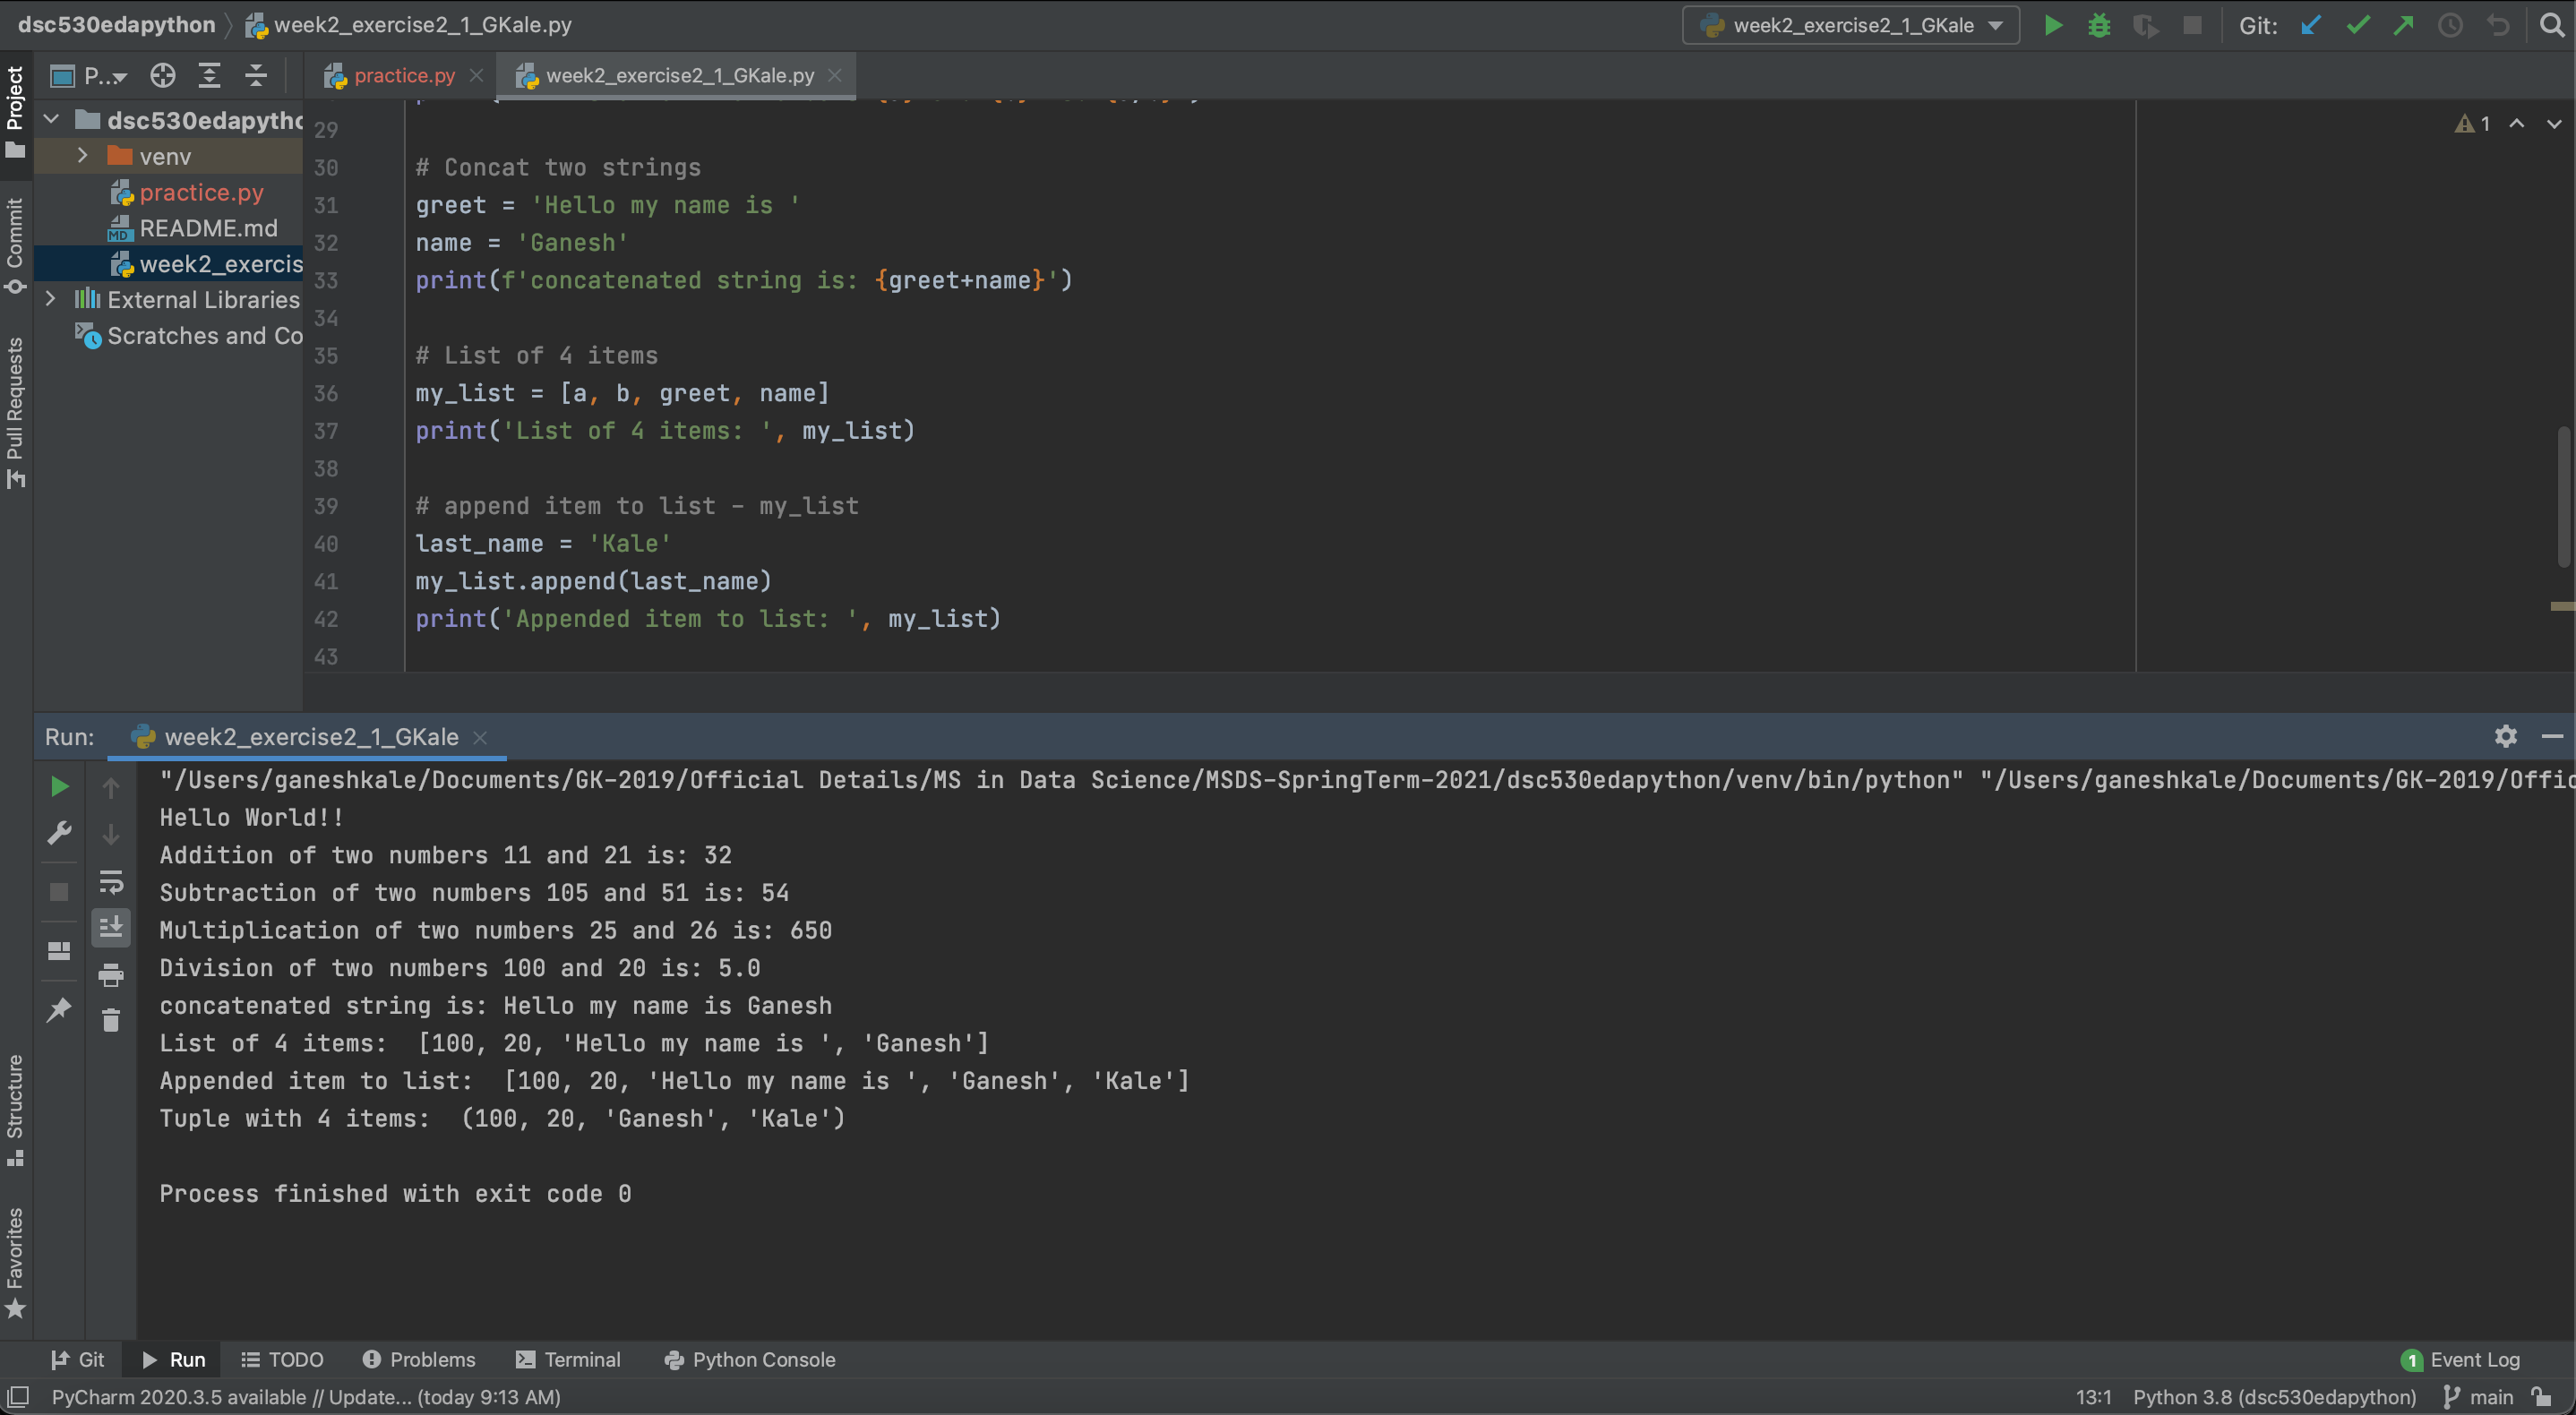 dsc530edapython week2_exercise2_1_GKale.py
week2_exercise2_1_GKale Git:
P... practice.py week2_exercise2_1_GKale.py
Project
Commit
Pull Requests
dsc530edapytho
venv
practice.py
README.md
week2_exercis
External Libraries
Scratches and Co
1
29
30 # Concat two strings
31 greet = 'Hello my name is '
32 name = 'Ganesh'
33 print(f'concatenated string is: {greet+name}')
34
35 # List of 4 items
36 my_list = [a, b, greet, name]
37 print('List of 4 items: ', my_list)
38
39 # append item to list - my_list
40 last_name = 'Kale'
41 my_list.append(last_name)
42 print('Appended item to list: ', my_list)
43
Run: week2_exercise2_1_GKale
"/Users/ganeshkale/Documents/GK-2019/Official Details/MS in Data Science/MSDS-SpringTerm-2021/dsc530edapython/venv/bin/python" "/Users/ganeshkale/Documents/GK-2019/Offic
Hello World!!
Addition of two numbers 11 and 21 is: 32
Subtraction of two numbers 105 and 51 is: 54
Multiplication of two numbers 25 and 26 is: 650
Division of two numbers 100 and 20 is: 5.0
concatenated string is: Hello my name is Ganesh
List of 4 items:  [100, 20, 'Hello my name is ', 'Ganesh']
Appended item to list:  [100, 20, 'Hello my name is ', 'Ganesh', 'Kale']
Tuple with 4 items:  (100, 20, 'Ganesh', 'Kale')
Process finished with exit code 0
Structure
Favorites
Git Run TODO Problems Terminal Python Console 1 Event Log
PyCharm 2020.3.5 available // Update... (today 9:13 AM) 13:1 Python 3.8 (dsc530edapython) main